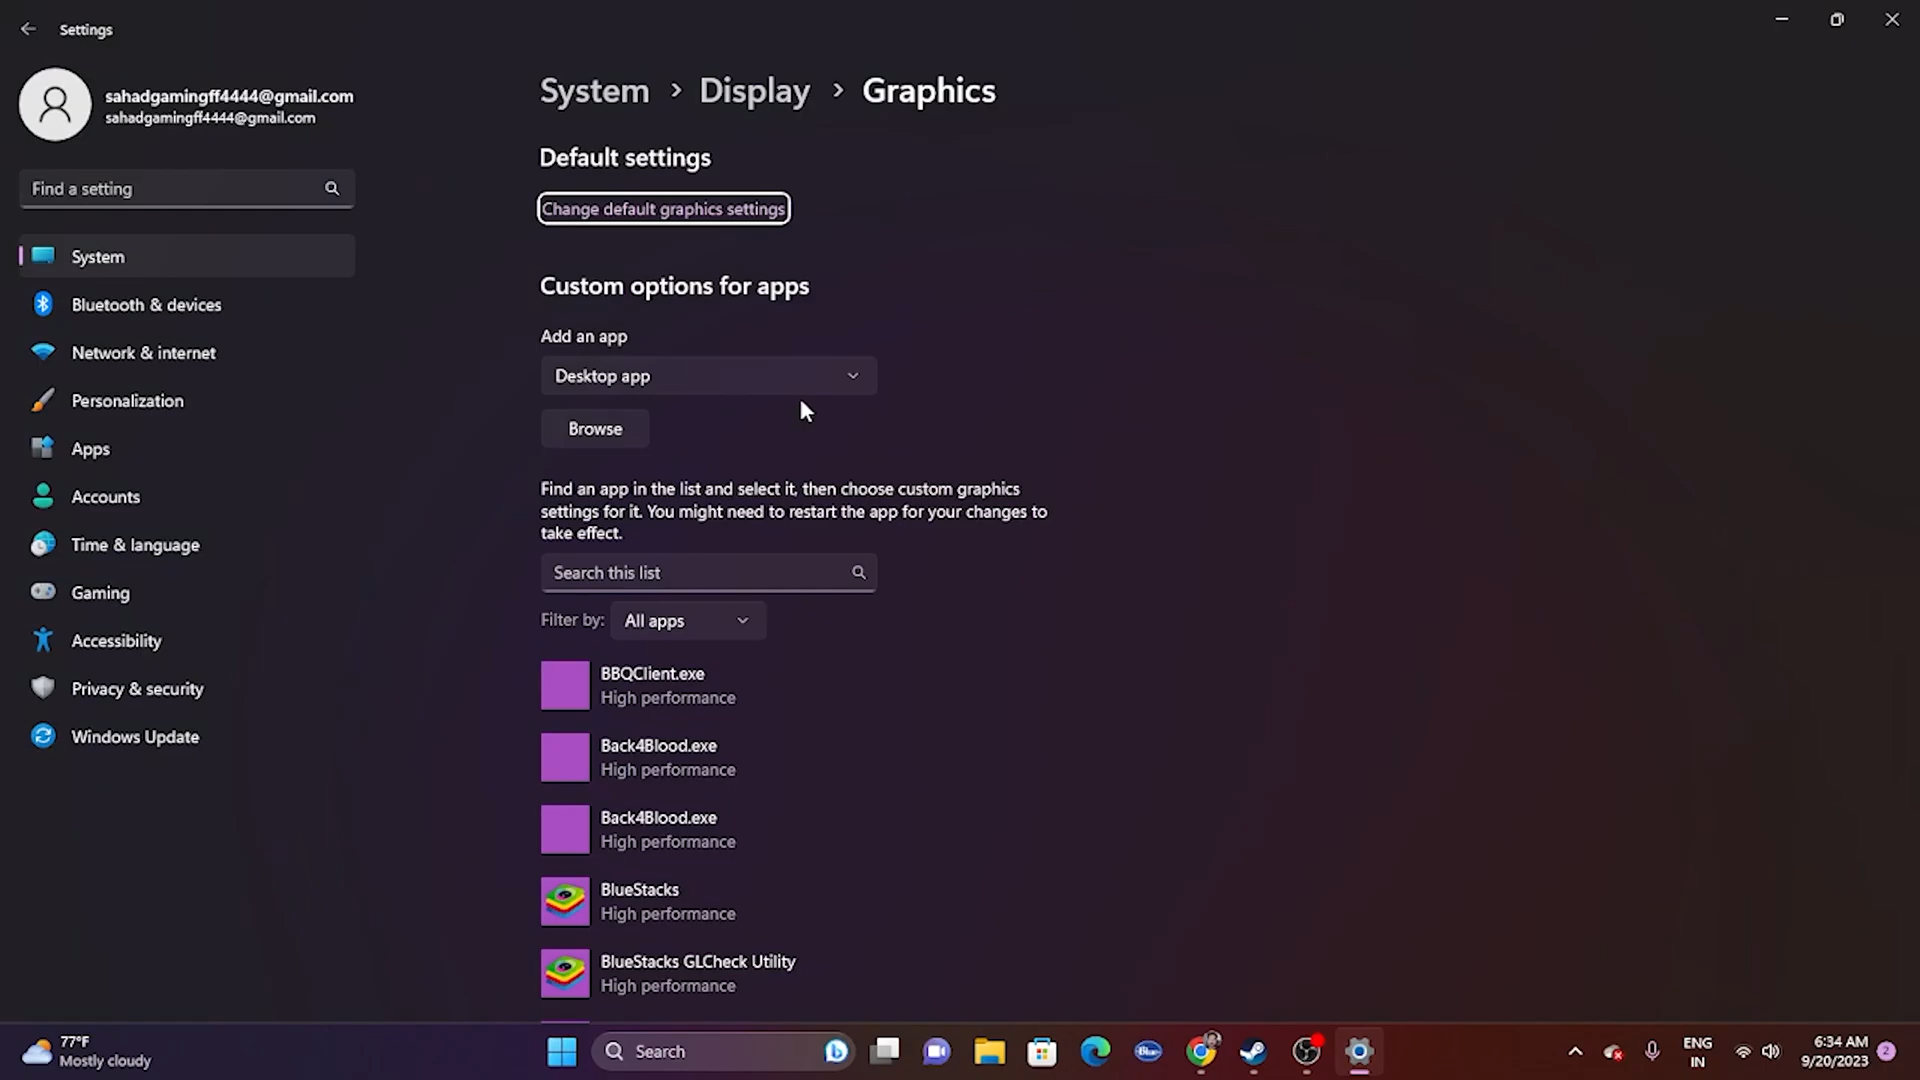 Settings
sahadgamingff4444@gmail.com
sahadgamingff4444@gmail.com
Find a setting
System
Bluetooth & devices
Network & internet
Personalization
Apps
Accounts
Time & language
Gaming
Accessibility
Privacy & security
Windows Update
System > Display > Graphics
Default settings
Change default graphics settings
Custom options for apps
Add an app
Desktop app
Browse
Find an app in the list and select it, then choose custom graphics
settings for it. You might need to restart the app for your changes to
take effect.
Search this list
Filter by: All apps
BBQClient.exe
High performance
Back4Blood.exe
High performance
Back4Blood.exe
High performance
BlueStacks
High performance
BlueStacks GLCheck Utility
High performance
77°F
Mostly cloudy
Search
ENG
IN
6:34 AM
9/20/2023
2